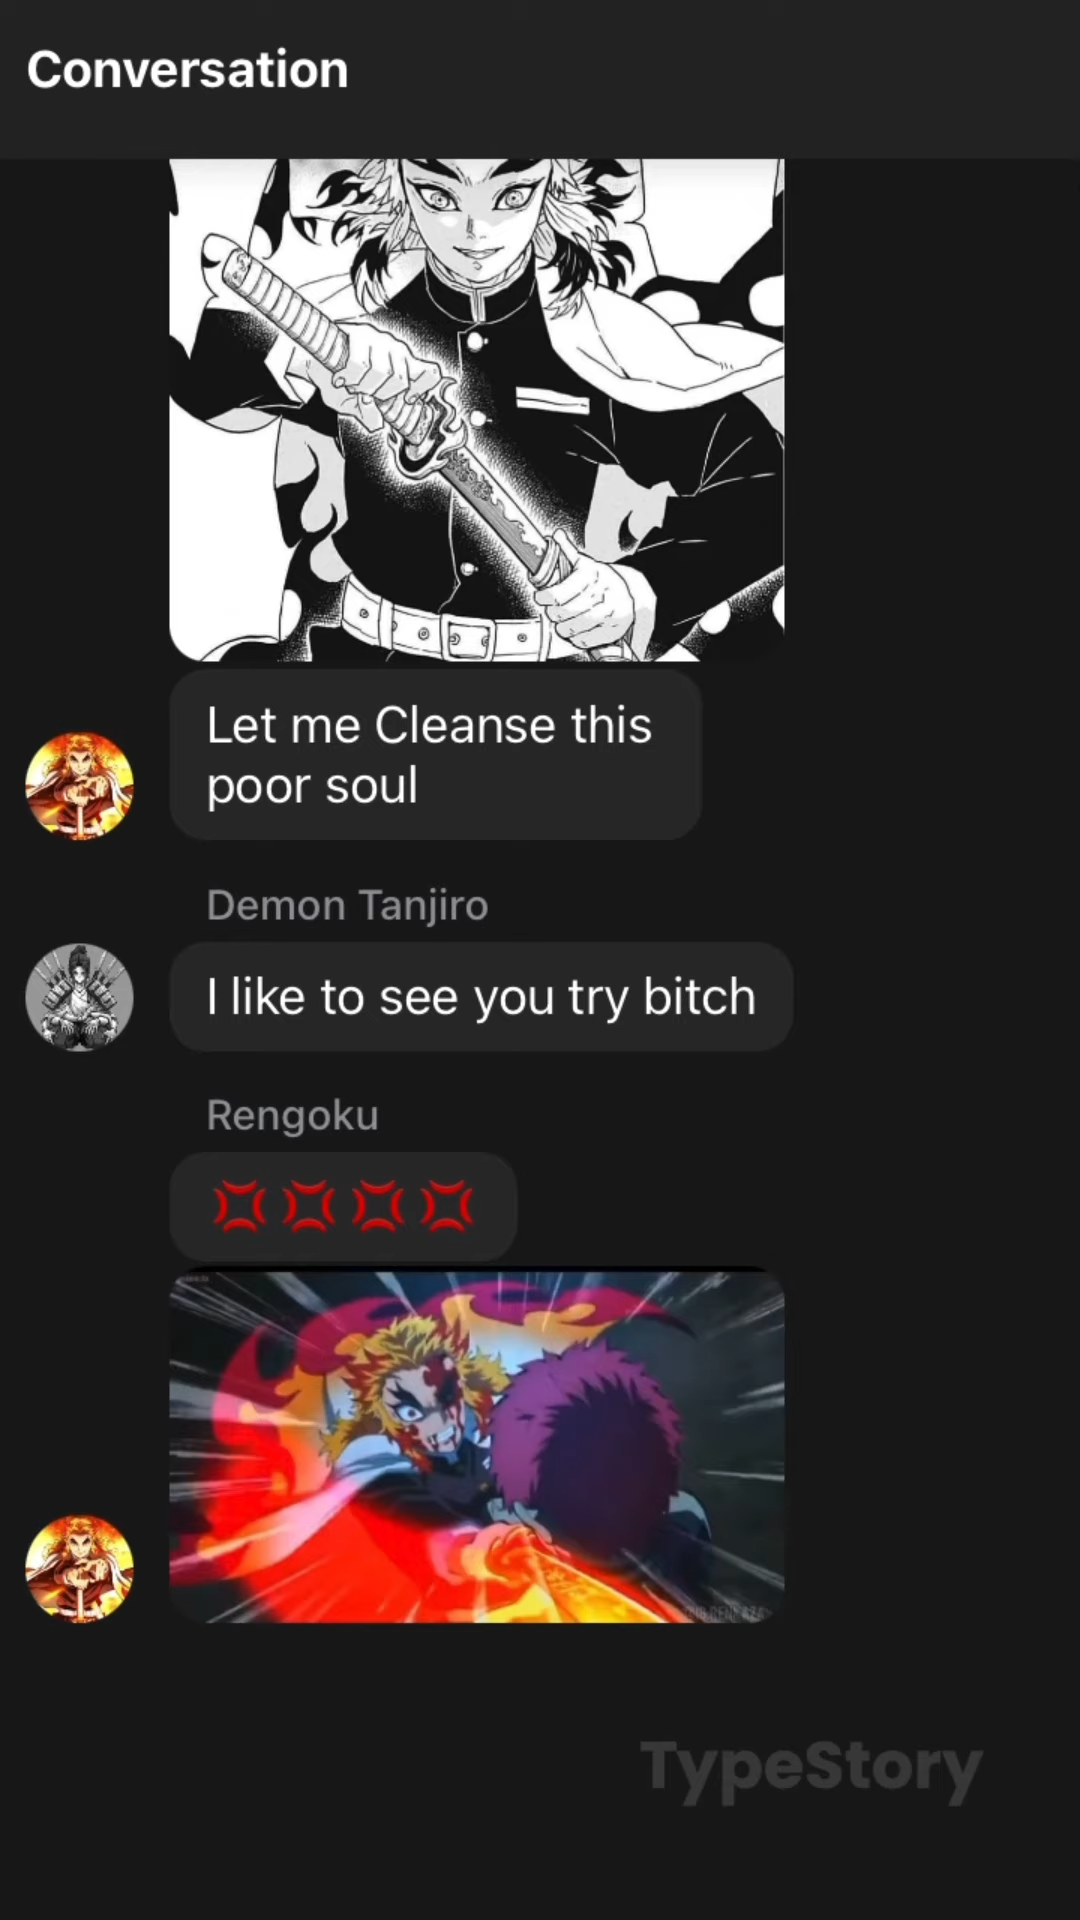 Conversation
Let me Cleanse this
poor soul
Demon Tanjiro
I like to see you try bitch
Rengoku
💢💢💢💢
TypeStory